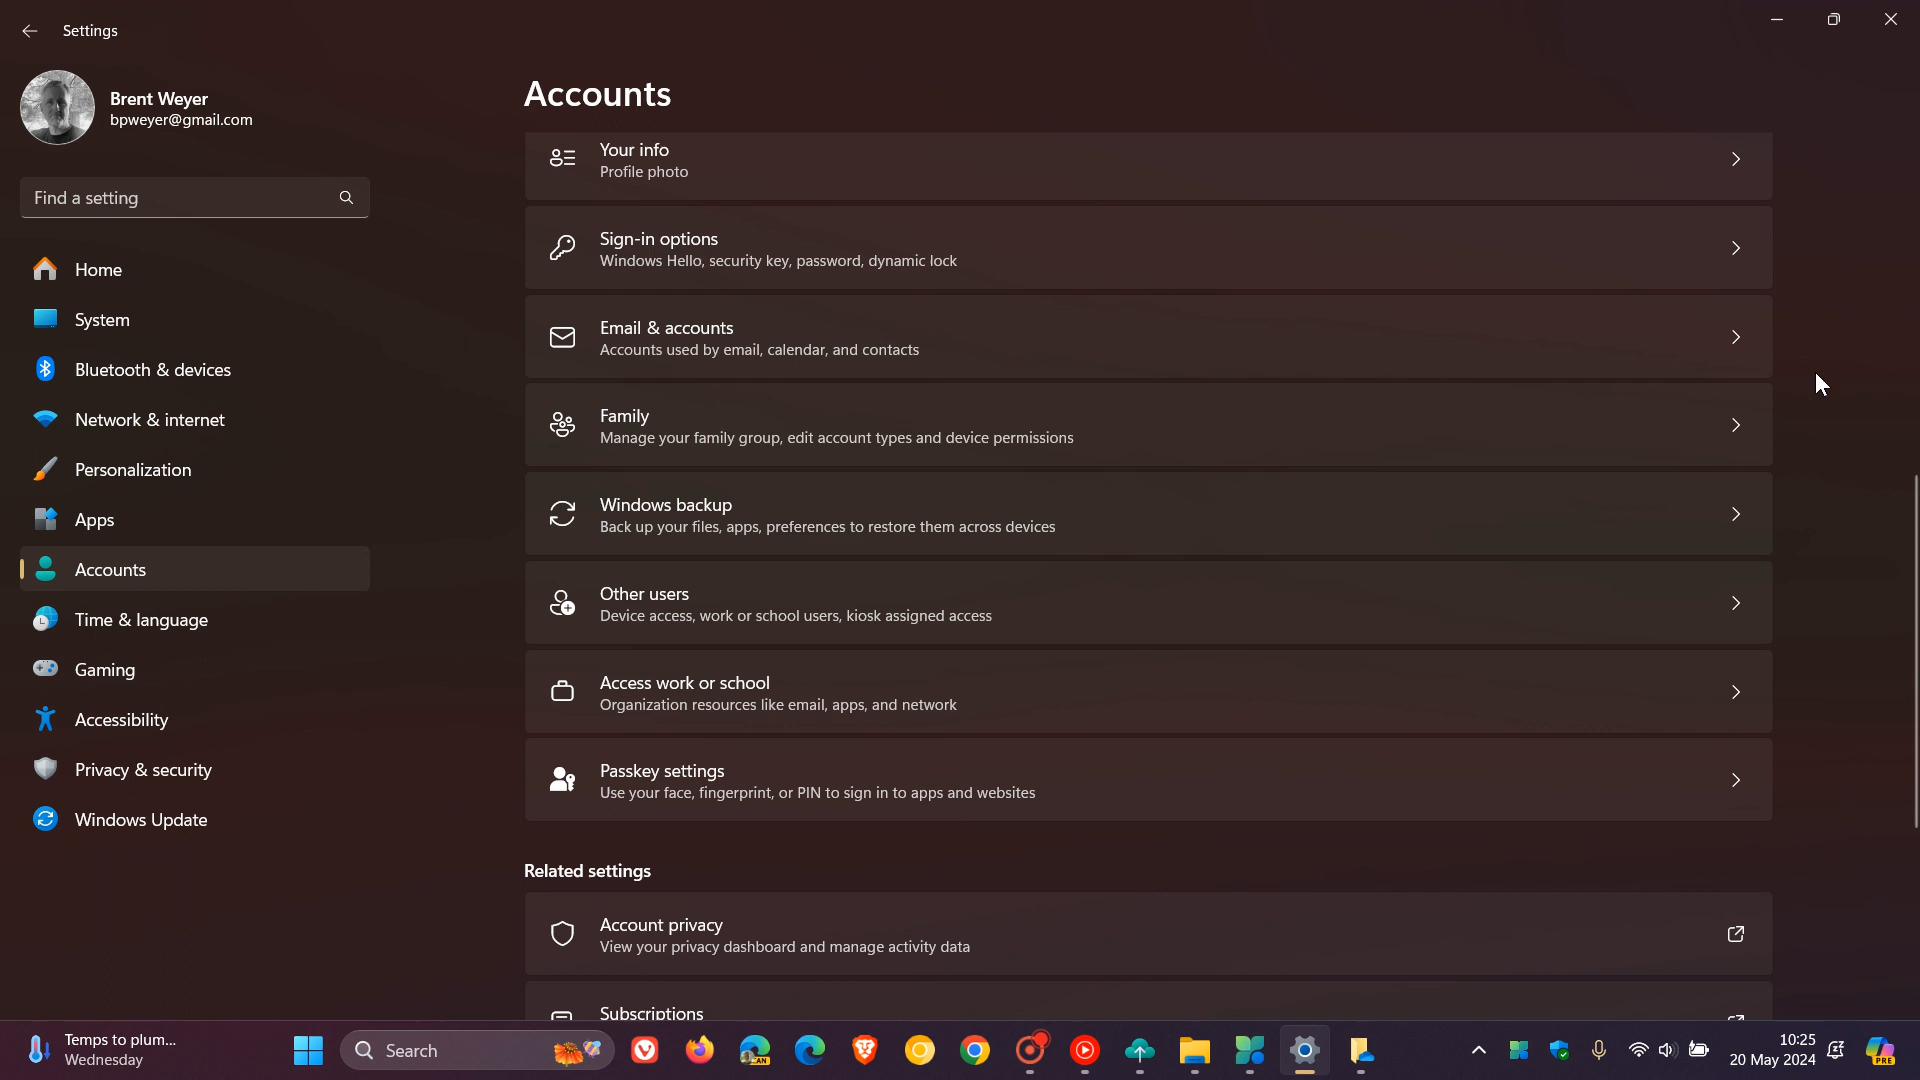 Settings
Brent Weyer
bpweyer@gmail.com
Find a setting
Home
System
Bluetooth & devices
Network & internet
Personalization
Apps
Accounts
Time & language
Gaming
Accessibility
Privacy & security
Windows Update
Accounts
Your info
Profile photo
Sign-in options
Windows Hello, security key, password, dynamic lock
Email & accounts
Accounts used by email, calendar, and contacts
Family
Manage your family group, edit account types and device permissions
Windows backup
Back up your files, apps, preferences to restore them across devices
Other users
Device access, work or school users, kiosk assigned access
Access work or school
Organization resources like email, apps, and network
Passkey settings
Use your face, fingerprint, or PIN to sign in to apps and websites
Related settings
Account privacy
View your privacy dashboard and manage activity data
Subscriptions
Temps to plum...
Wednesday
Search
CAN
10:25
20 May 2024
PRE